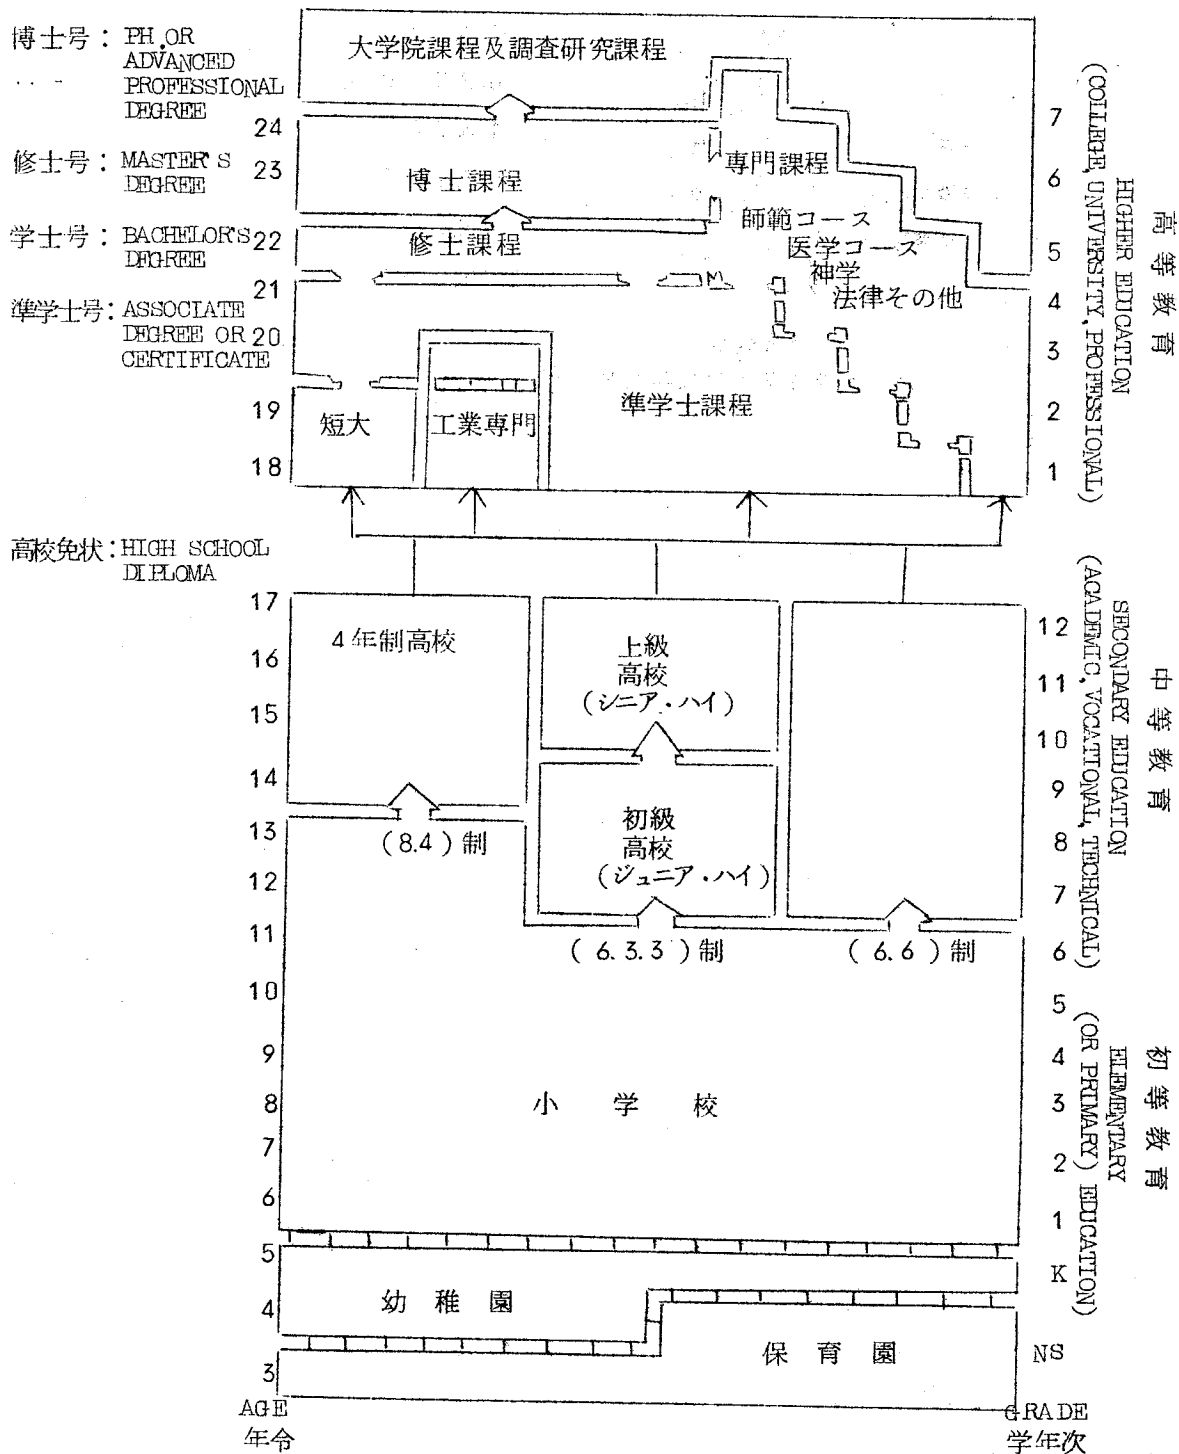 博士号： PH.OR
ADVANCED
PROFESSIONAL
DEGREE
修士号： MASTER'S
DEGREE
学士号： BACHELOR'S
DEGREE
準学士号： ASSOCIATE
DEGREE OR
CERTIFICATE
高校免状： HIGH SCHOOL
DIPLOMA
24
23
22
21
20
19
18
17
16
15
14
13
12
11
10
9
8
7
6
5
4
3
AGE
年令
大学院課程及調査研究課程
博士課程
修士課程
専門課程
師範コース
医学コース
神学
法律その他
短大
工業専門
準学士課程
4年制高校
上級
高校
(シニア・ハイ)
初級
高校
(ジュニア・ハイ)
(8.4)制
(6.3.3)制
(6.6)制
小学校
幼稚園
保育園
7
6
5
4
3
2
1
12
11
10
9
8
7
6
5
4
3
2
1
K
NS
GRADE
学年次
高等教育
HIGHER EDUCATION
(COLLEGE, UNIVERSITY, PROFESSIONAL)
中等教育
SECONDARY EDUCATION
(ACADEMIC, VOCATIONAL, TECHNICAL)
初等教育
ELEMENTARY
(OR PRIMARY) EDUCATION)